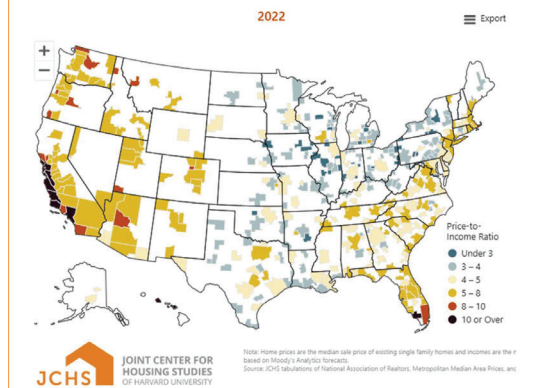 2022
Export
+
−
Price-to-
Income Ratio
Under 3
3 – 4
4 – 5
5 – 8
8 – 10
10 or Over
JCHS
JOINT CENTER FOR
HOUSING STUDIES
OF HARVARD UNIVERSITY
Note: Home prices are the median sale price of existing single family homes and incomes are the
based on Moody's Analytics forecasts.
Source: JCHS tabulations of National Association of Realtors, Metropolitan Median Area Prices,